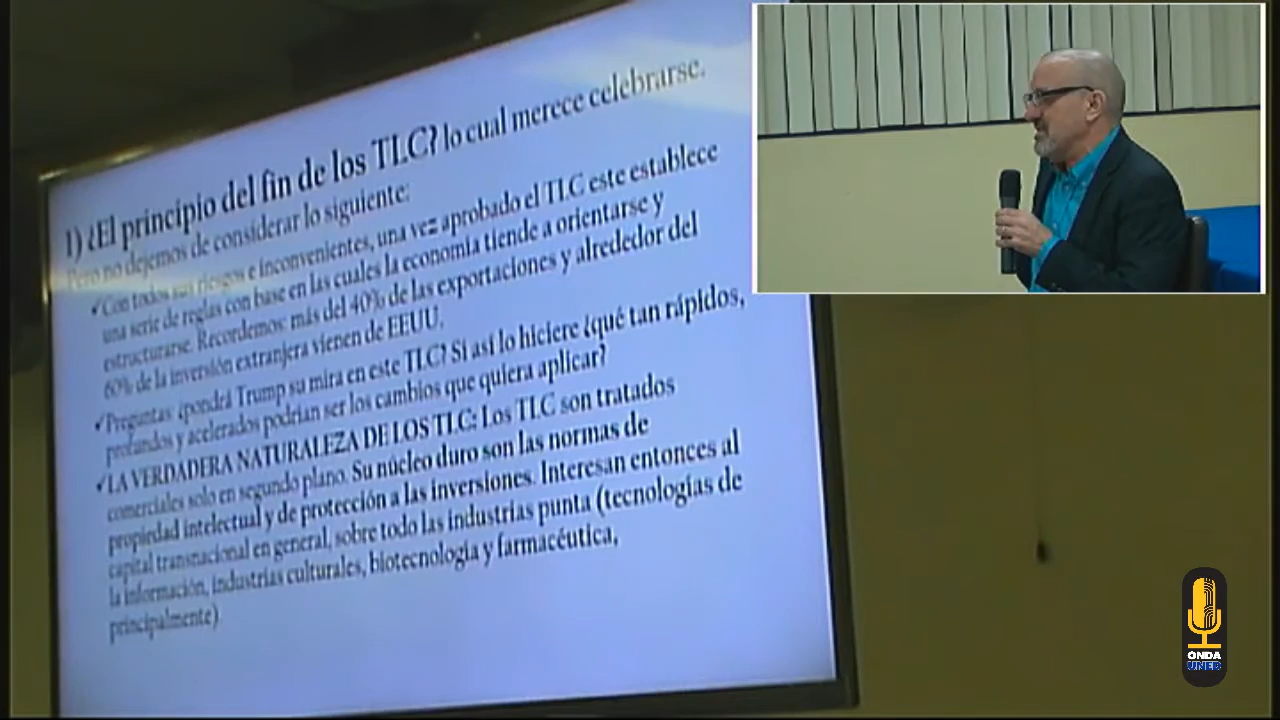 1) ¿El principio del fin de los TLC? lo cual merece celebrarse.
Pero no dejemos de considerar lo siguiente:
✓Con todos sus riesgos e inconvenientes, una vez aprobado el TLC este establece
una serie de reglas con base en las cuales la economía tiende a orientarse y
estructurarse. Recordemos: más del 40% de las exportaciones y alrededor del
60% de la inversión extranjera vienen de EEUU.
✓Preguntas: ¿pondrá Trump su mira en este TLC? Si así lo hiciere ¿qué tan rápidos,
profundos y acelerados podrían ser los cambios que quiera aplicar?
✓LA VERDADERA NATURALEZA DE LOS TLC: Los TLC son tratados
comerciales solo en segundo plano. Su núcleo duro son las normas de
propiedad intelectual y de protección a las inversiones. Interesan entonces al
capital transnacional en general, sobre todo las industrias punta (tecnologías de
la información, industrias culturales, biotecnología y farmacéutica,
principalmente)
ONDA
UNED